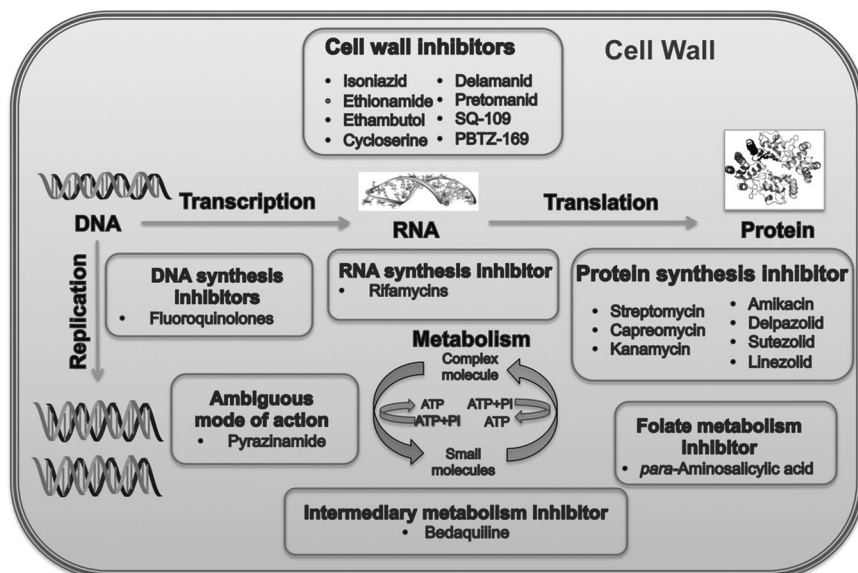 Cell wall inhibitors
• Isoniazid
• Ethionamide
• Ethambutol
• Cycloserine
• Delamanid
• Pretomanid
• SQ-109
• PBTZ-169
Cell Wall
DNA
Transcription
RNA
Translation
Protein
Replication
DNA synthesis
inhibitors
• Fluoroquinolones
RNA synthesis inhibitor
• Rifamycins
Protein synthesis inhibitor
• Streptomycin
• Capreomycin
• Kanamycin
• Amikacin
• Delpazolid
• Sutezolid
• Linezolid
Metabolism
Complex
molecule
ATP
ATP+PI
ATP+PI
ATP
Small
molecules
Ambiguous
mode of action
• Pyrazinamide
Folate metabolism
inhibitor
• para-Aminosalicylic acid
Intermediary metabolism inhibitor
• Bedaquiline